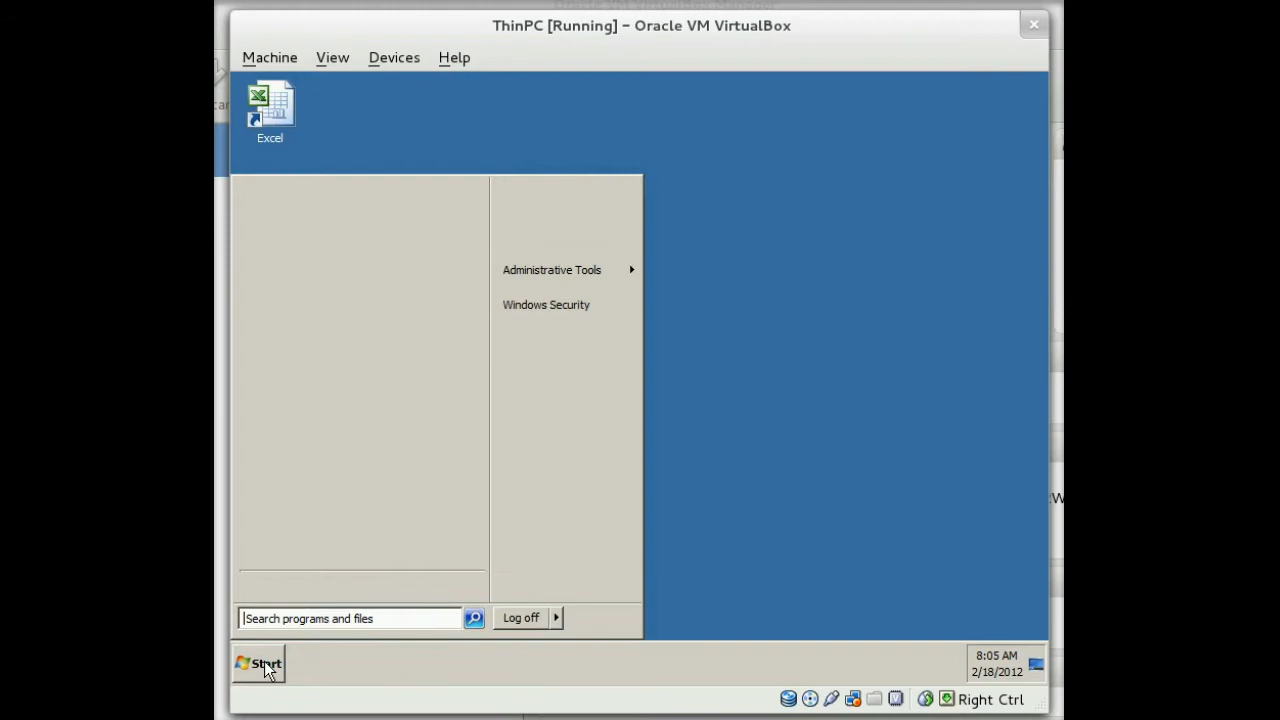 ThinPC [Running] – Oracle VM VirtualBox
Machine View Devices Help
Excel
Administrative Tools
Windows Security
Search programs and files
Log off
Start
8:05 AM
2/18/2012
Right Ctrl